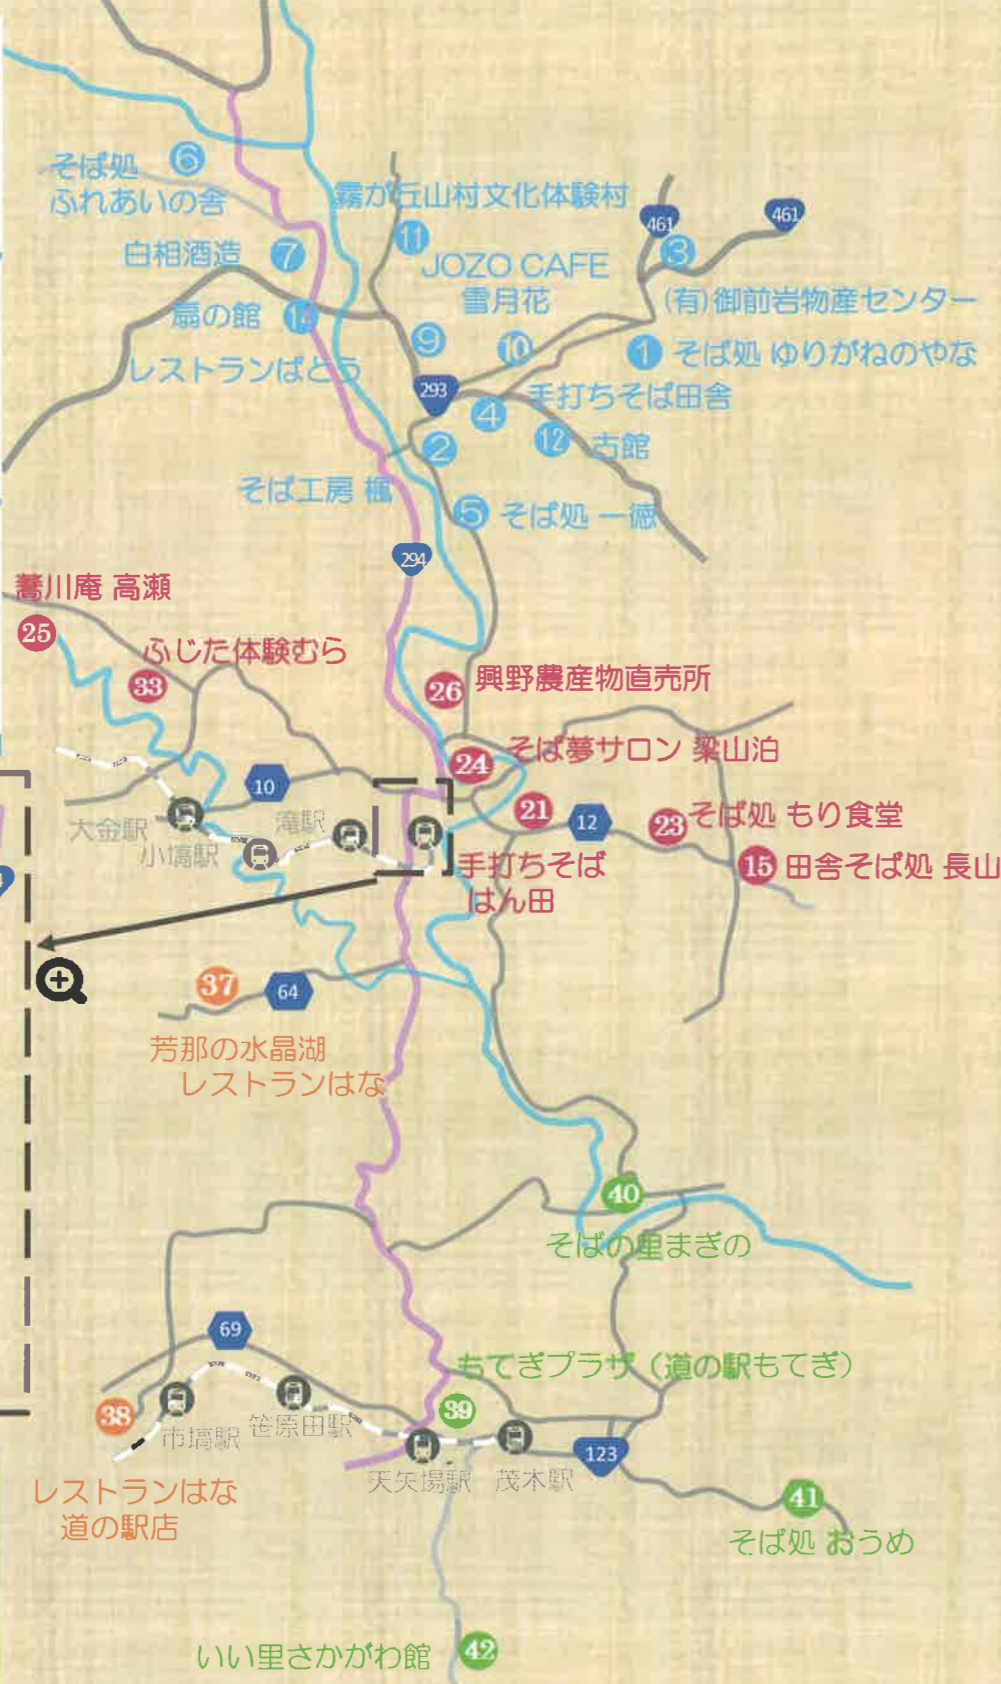 そば処
ふれあいの舎
⑥
霧が丘山村文化体験村
⑪
461
461
③
白相酒造
⑦
JOZO CAFE
雪月花
(有)御前岩物産センター
扇の館
14
⑨
⑩
①
そば処 ゆりがねのやな
レストランばとう
293
④
手打ちそば田舎
②
⑫
古館
そば工房 楓
⑤
そば処 一徳
294
蕎川庵 高瀬
25
ふじた体験むら
33
26
興野農産物直売所
24
そば夢サロン 梁山泊
10
21
12
23
そば処 もり食堂
大金駅
小塙駅
滝駅
手打ちそば
はん田
15
田舎そば処 長山
37
64
芳那の水晶湖
レストランはな
40
そばの里まぎの
69
もてぎプラザ（道の駅もてぎ）
38
39
市塙駅
笹原田駅
天矢場駅
茂木駅
123
レストランはな
道の駅店
41
そば処 おうめ
いい里さかがわ館
42